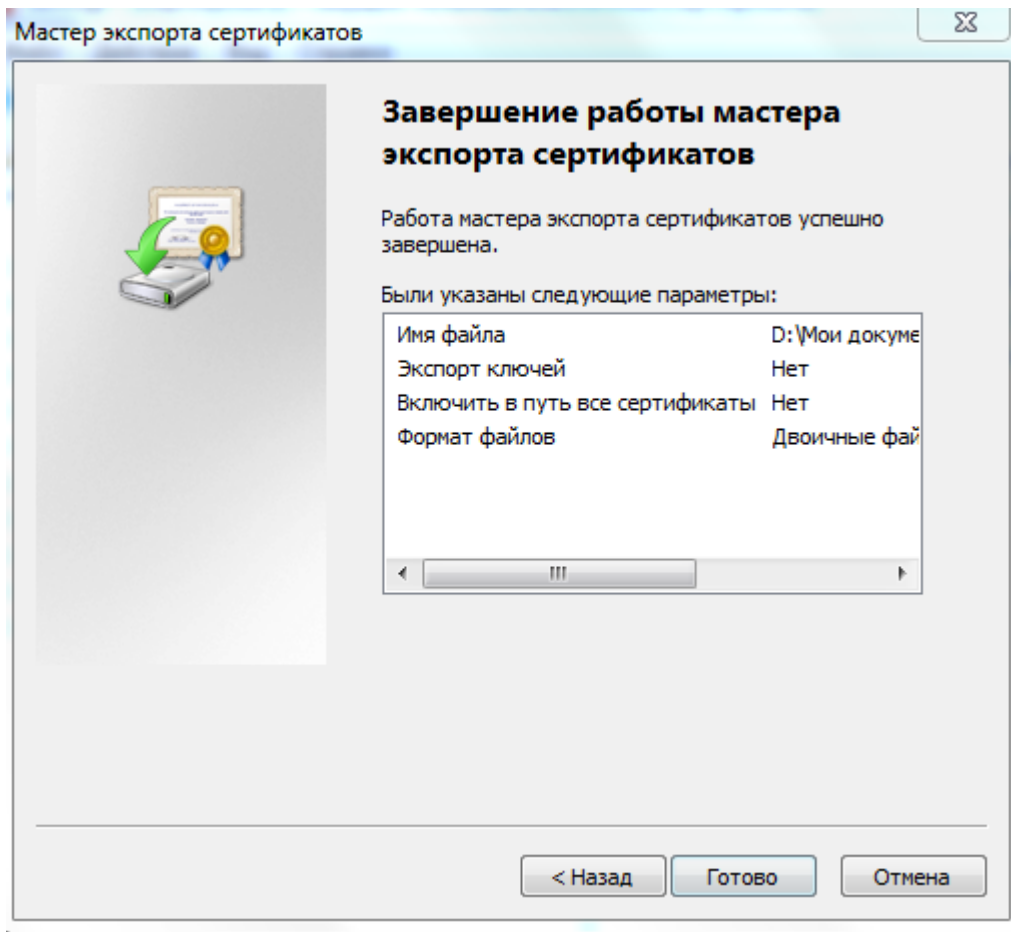 Мастер экспорта сертификатов
Завершение работы мастера
экспорта сертификатов
Работа мастера экспорта сертификатов успешно
завершена.
Были указаны следующие параметры:
Имя файла D:\Мои докуме
Экспорт ключей Нет
Включить в путь все сертификаты Нет
Формат файлов Двоичные фай
< Назад Готово Отмена